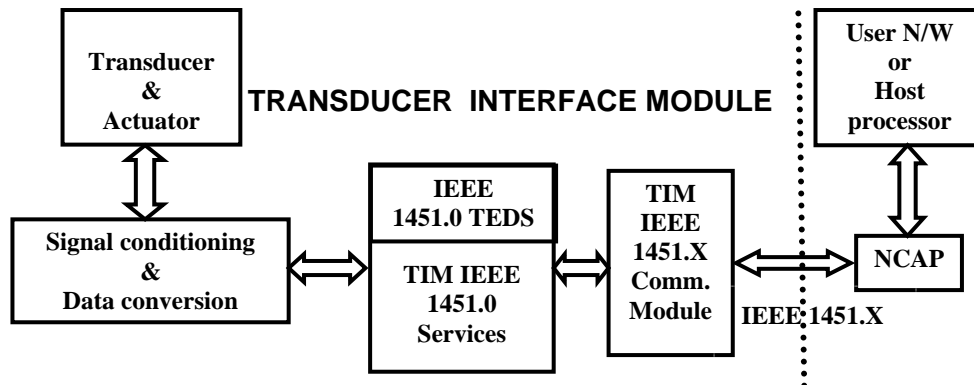 Transducer
&
Actuator
TRANSDUCER INTERFACE MODULE
User N/W
or
Host
processor
Signal conditioning
&
Data conversion
IEEE
1451.0 TEDS
TIM IEEE
1451.0
Services
TIM
IEEE
1451.X
Comm.
Module
IEEE 1451.X
NCAP